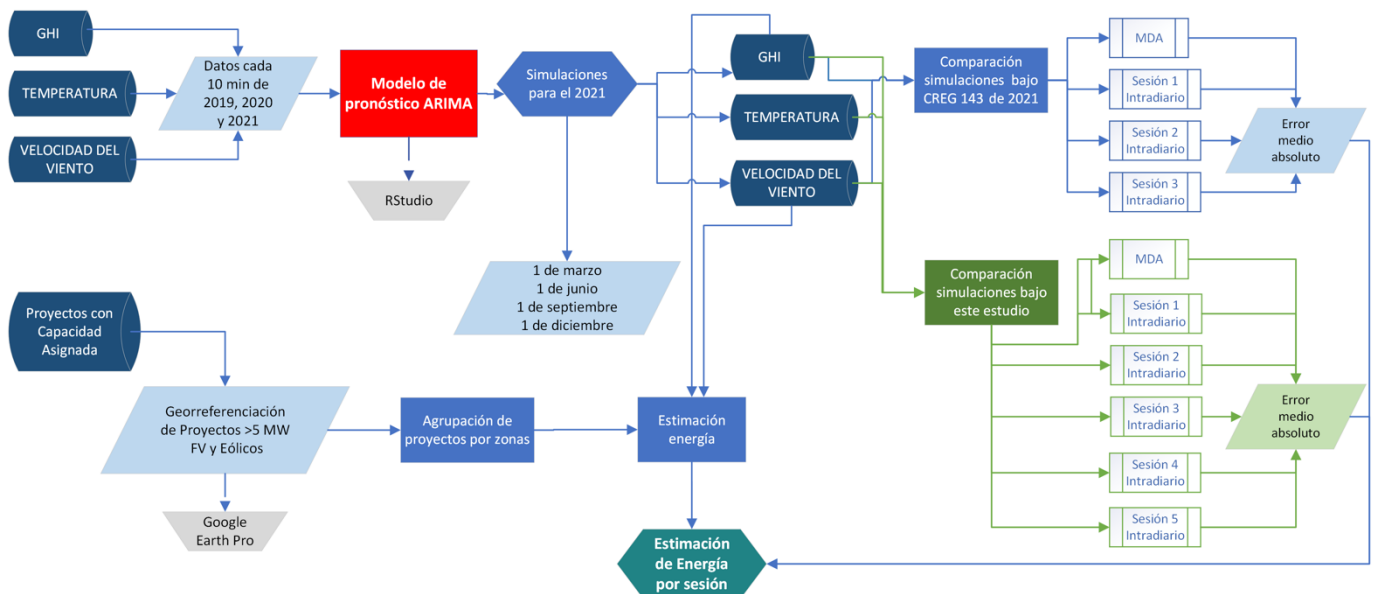 GHI
TEMPERATURA
VELOCIDAD DEL
VIENTO
Datos cada
10 min de
2019, 2020
y 2021
Modelo de
pronóstico ARIMA
RStudio
Simulaciones
para el 2021
1 de marzo
1 de junio
1 de septiembre
1 de diciembre
GHI
TEMPERATURA
VELOCIDAD DEL
VIENTO
Comparación
simulaciones bajo
CREG 143 de 2021
MDA
Sesión 1
Intradiario
Sesión 2
Intradiario
Sesión 3
Intradiario
Error
medio
absoluto
Comparación
simulaciones bajo
este estudio
MDA
Sesión 1
Intradiario
Sesión 2
Intradiario
Sesión 3
Intradiario
Sesión 4
Intradiario
Sesión 5
Intradiario
Error
medio
absoluto
Proyectos con
Capacidad
Asignada
Georreferenciación
de Proyectos >5 MW
FV y Eólicos
Google
Earth Pro
Agrupación de
proyectos por zonas
Estimación
energía
Estimación
de Energía
por sesión